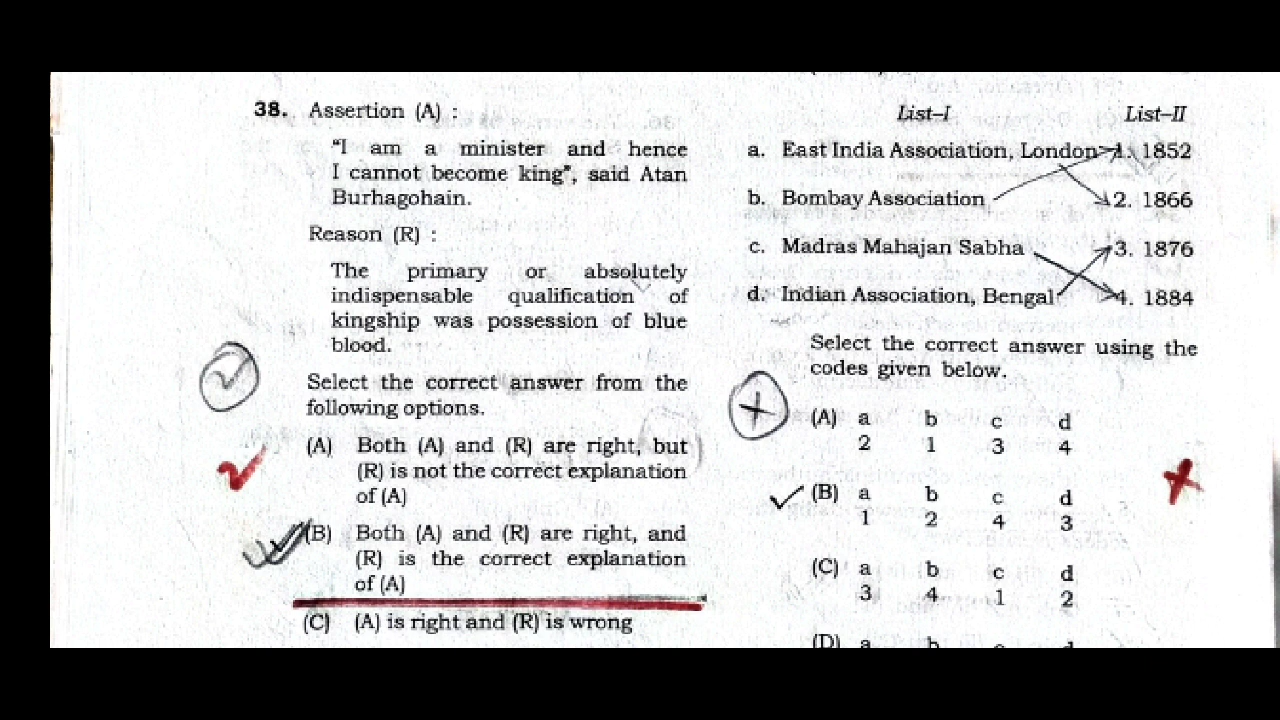 38. Assertion (A) :
"I am a minister and hence
I cannot become king", said Atan
Burhagohain.
Reason (R) :
The primary or absolutely
indispensable qualification of
kingship was possession of blue
blood.
Select the correct answer from the
following options.
(A) Both (A) and (R) are right, but
(R) is not the correct explanation
of (A)
(B) Both (A) and (R) are right, and
(R) is the correct explanation
of (A)
(C) (A) is right and (R) is wrong
List–I List–II
a. East India Association, London 1. 1852
b. Bombay Association 2. 1866
c. Madras Mahajan Sabha 3. 1876
d. Indian Association, Bengal 4. 1884
Select the correct answer using the
codes given below.
(A) a b c d
2 1 3 4
(B) a b c d
1 2 4 3
(C) a b c d
3 4 1 2
(D) a b c d